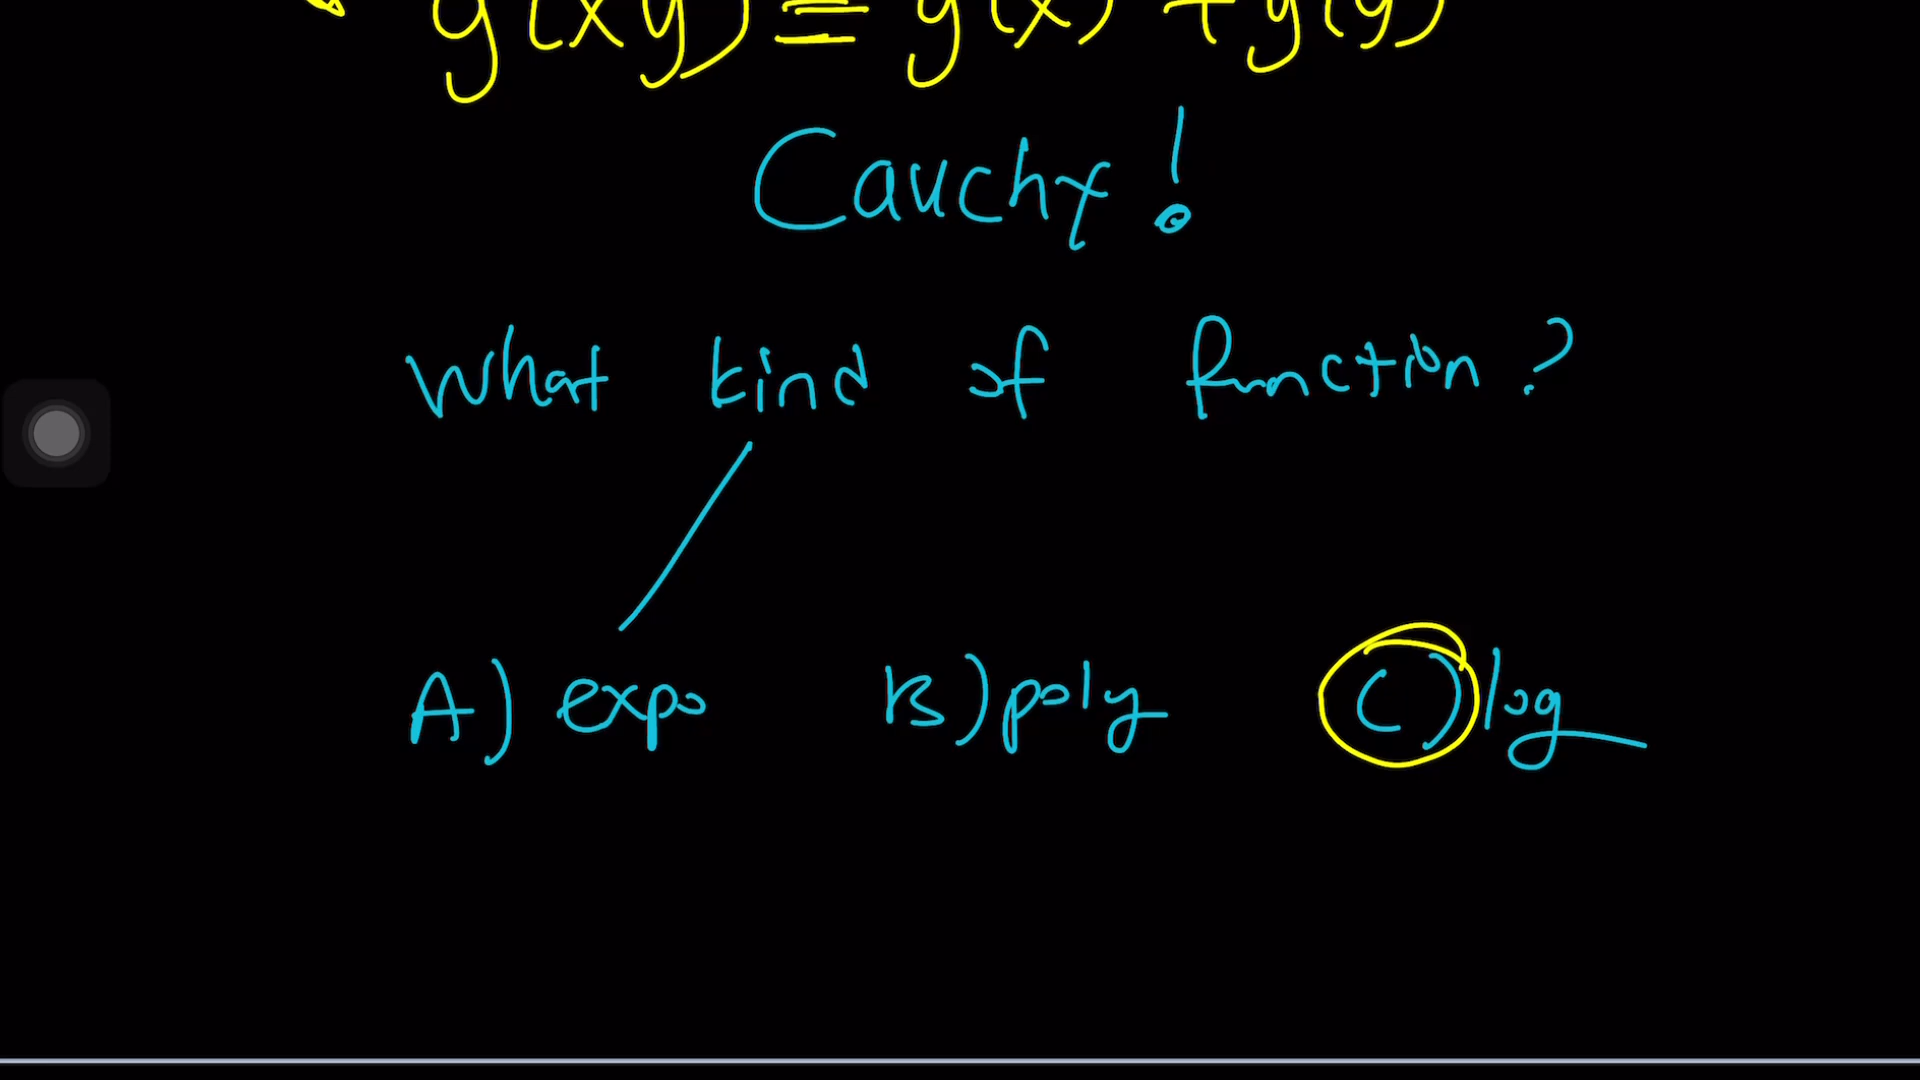 g(xy) = g(x) + g(y)
Cauchy!
What kind of function?
A) expo B) poly C) log